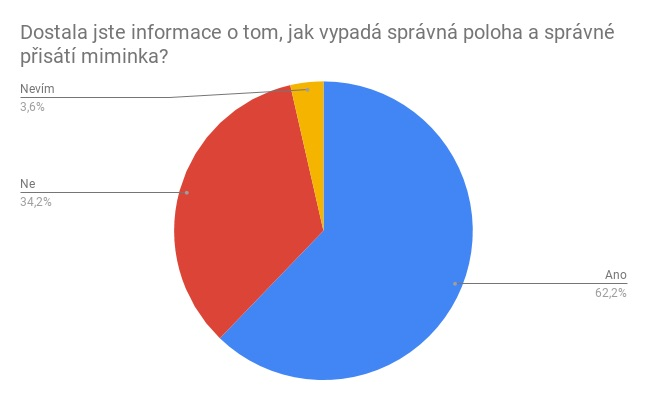 Dostala jste informace o tom, jak vypadá správná poloha a správné
přisátí miminka?
Nevím
3,6%
Ne
34,2%
Ano
62,2%